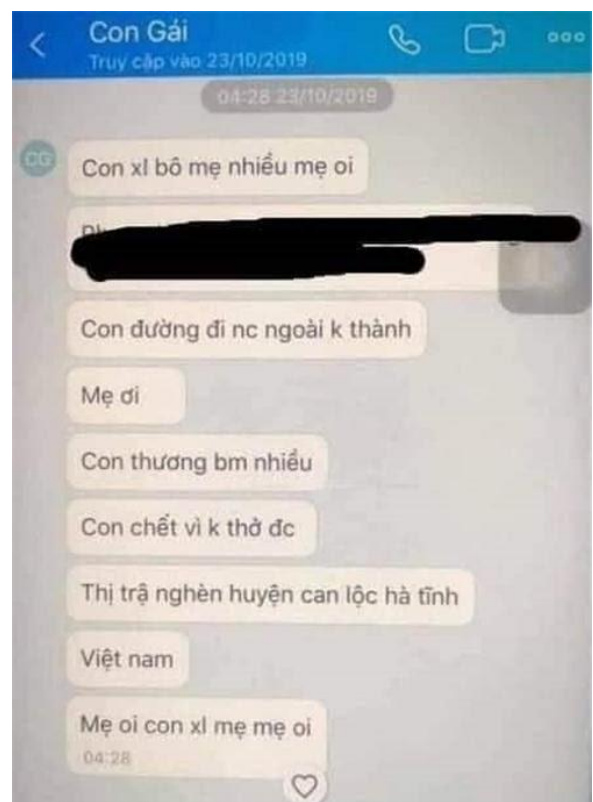 Con Gái
Truy cập vào 23/10/2019
04:28 23/10/2019
CG
Con xl bô mẹ nhiều mẹ oi
Con đường đi nc ngoài k thành
Mẹ ơi
Con thương bm nhiều
Con chết vì k thở đc
Thị trậ nghèn huyện can lộc hà tĩnh
Việt nam
Mẹ oi con xl mẹ mẹ oi
04:28